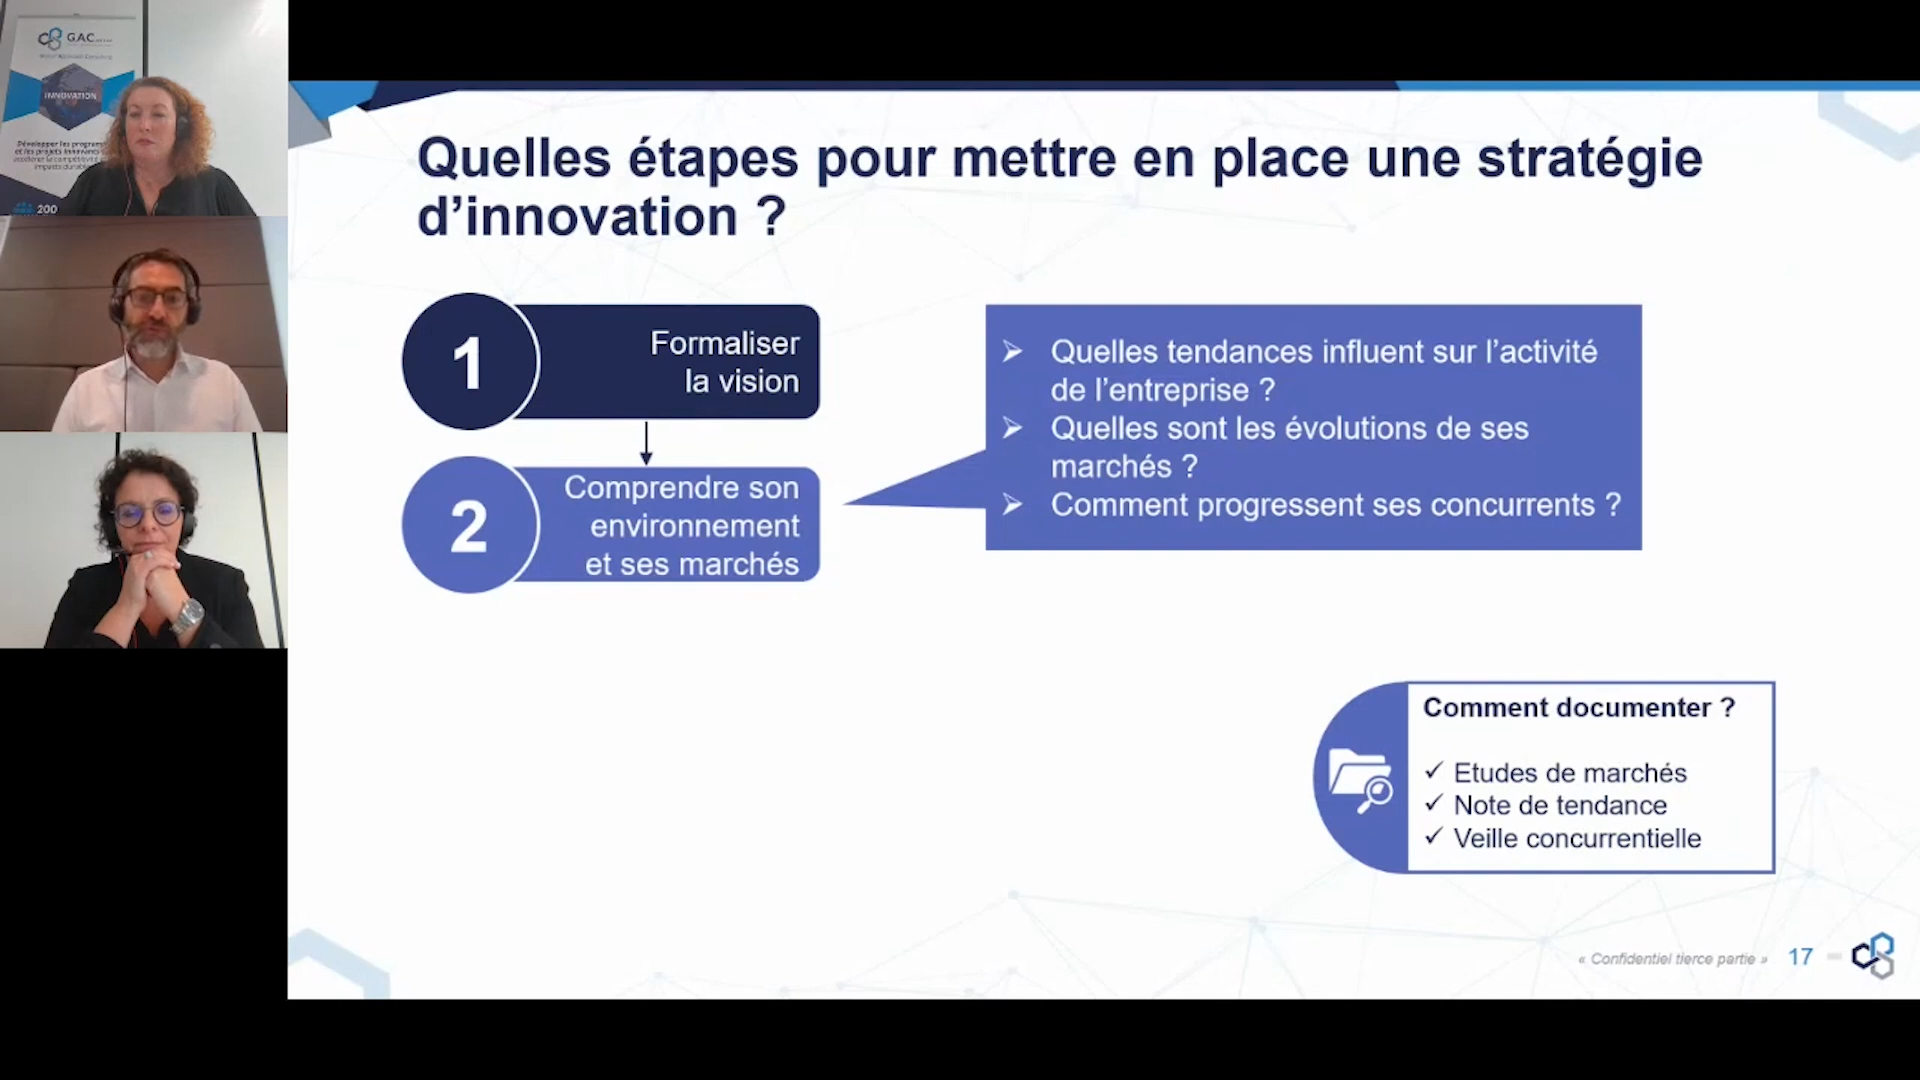 GAC
INNOVATION
200
Quelles étapes pour mettre en place une stratégie
d’innovation ?
1
Formaliser
la vision
2
Comprendre son
environnement
et ses marchés
Quelles tendances influent sur l’activité
de l’entreprise ?
Quelles sont les évolutions de ses
marchés ?
Comment progressent ses concurrents ?
Comment documenter ?
Etudes de marchés
Note de tendance
Veille concurrentielle
« Confidentiel tierce partie »
17